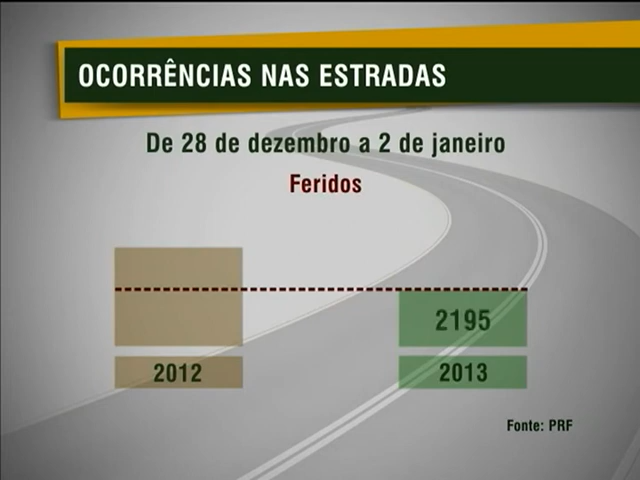 OCORRÊNCIAS NAS ESTRADAS
De 28 de dezembro a 2 de janeiro
Feridos
2195
2012
2013
Fonte: PRF